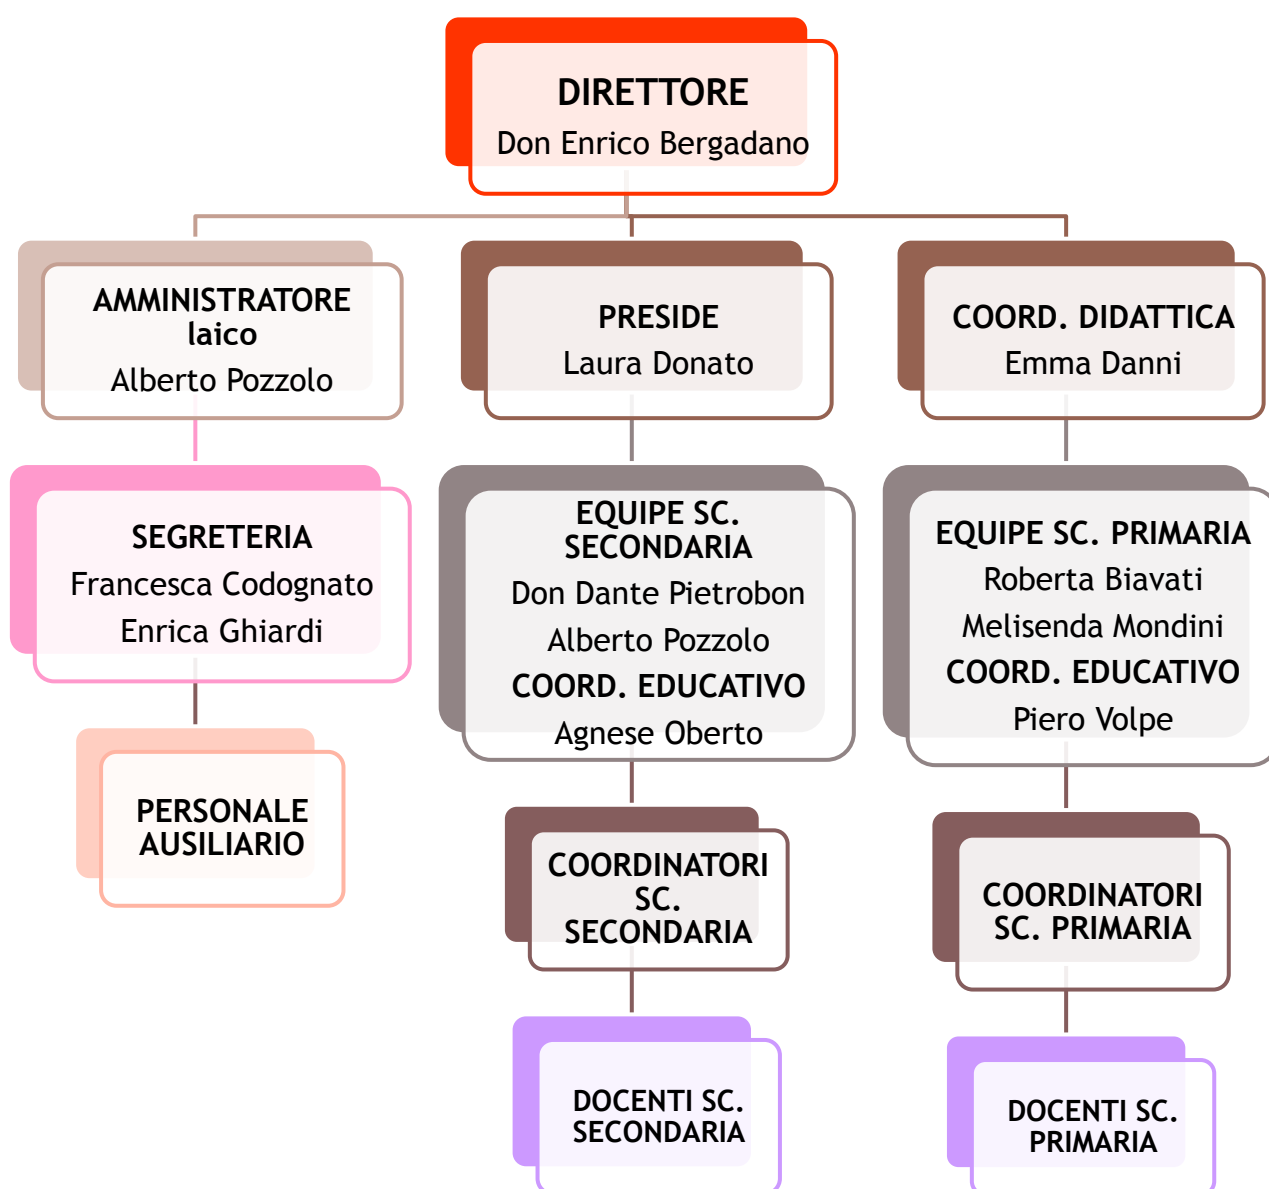 DIRETTORE
Don Enrico Bergadano
AMMINISTRATORE
laico
Alberto Pozzolo
PRESIDE
Laura Donato
COORD. DIDATTICA
Emma Danni
SEGRETERIA
Francesca Codognato
Enrica Ghiardi
EQUIPE SC.
SECONDARIA
Don Dante Pietrobon
Alberto Pozzolo
COORD. EDUCATIVO
Agnese Oberto
EQUIPE SC. PRIMARIA
Roberta Biavati
Melisenda Mondini
COORD. EDUCATIVO
Piero Volpe
PERSONALE
AUSILIARIO
COORDINATORI
SC.
SECONDARIA
COORDINATORI
SC. PRIMARIA
DOCENTI SC.
SECONDARIA
DOCENTI SC.
PRIMARIA